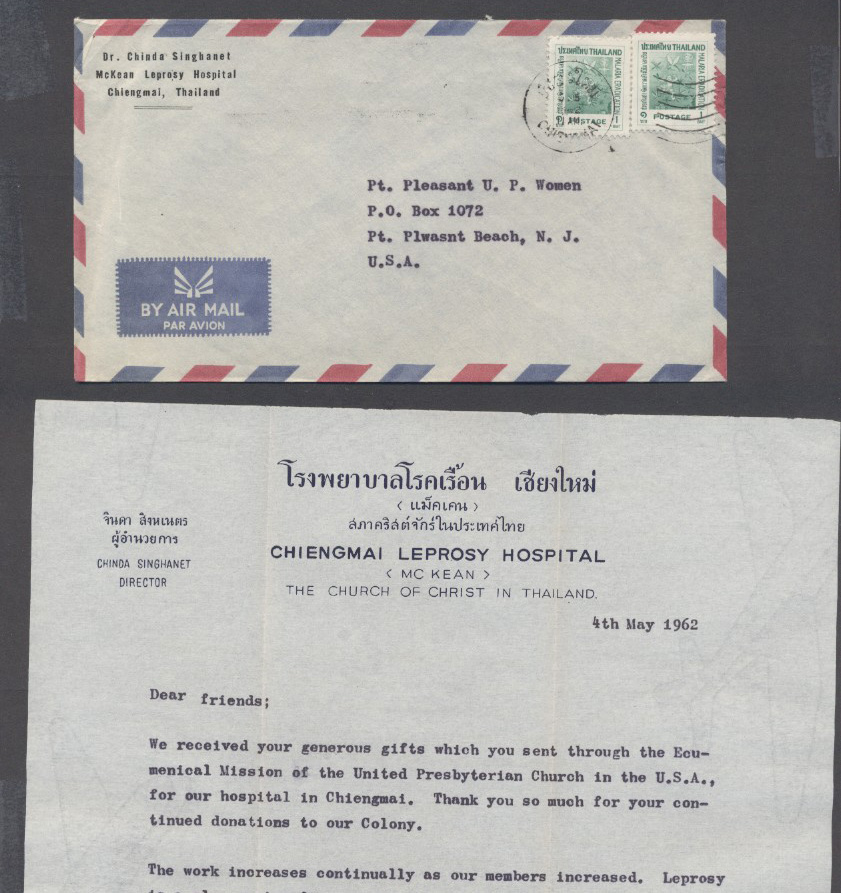 Dr. Chinda Singhanet
McKean Leprosy Hospital
Chiengmai, Thailand
ประเทศไทย THAILAND
MALARIA ERADICATION
POSTAGE
1
ประเทศไทย THAILAND
MALARIA ERADICATION
POSTAGE
1
CHIENGMAI
Pt. Pleasant U. P. Women
P.O. Box 1072
Pt. Plwasnt Beach, N. J.
U.S.A.
BY AIR MAIL
PAR AVION
โรงพยาบาลโรคเรื้อน เชียงใหม่
( แม็คเคน )
สภาคริสต์จักร์ในประเทศไทย
จินดา สิงหเนตร
ผู้อำนวยการ
CHINDA SINGHANET
DIRECTOR
CHIENGMAI LEPROSY HOSPITAL
( MC KEAN )
THE CHURCH OF CHRIST IN THAILAND.
4th May 1962
Dear friends;
We received your generous gifts which you sent through the Ecu-
menical Mission of the United Presbyterian Church in the U.S.A.,
for our hospital in Chiengmai. Thank you so much for your con-
tinued donations to our Colony.
The work increases continually as our members increased. Leprosy